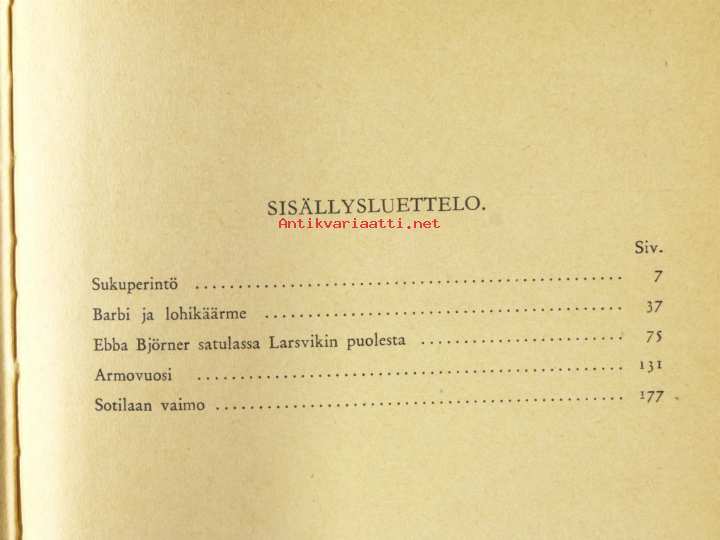 SISÄLLYSLUETTELO.
Antikvariaatti.net
Siv.
Sukuperintö ........................................ 7
Barbi ja lohikäärme ........................................ 37
Ebba Björner satulassa Larsvikin puolesta ........................ 75
Armovuosi ........................................ 131
Sotilaan vaimo ........................................ 177